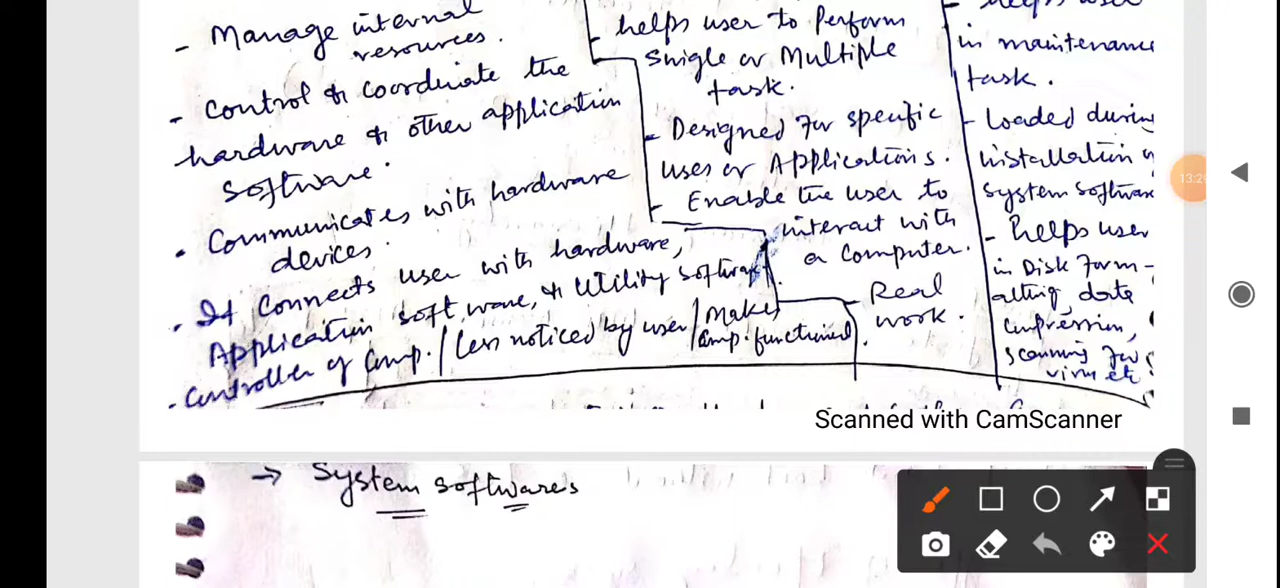 - Manage internal
resources.
- Control & coordinate the
hardware & other application
software.
• Communicates with hardware
devices.
• It connects user with hardware,
Application software, & Utility software.
• Controller of Comp. / Less noticed by user / Makes
Comp. functional.
- helps user to Perform
Single or Multiple
task.
- Designed for specific
uses or Applications.
- Enable the user to
interact with
a Computer.
- Real
work.
in maintenance
task.
- Loaded during
installation
system software
- helps user
in Disk Form-
atting, data
Compression,
scanning for
virus etc.
Scanned with CamScanner
→ System softwares